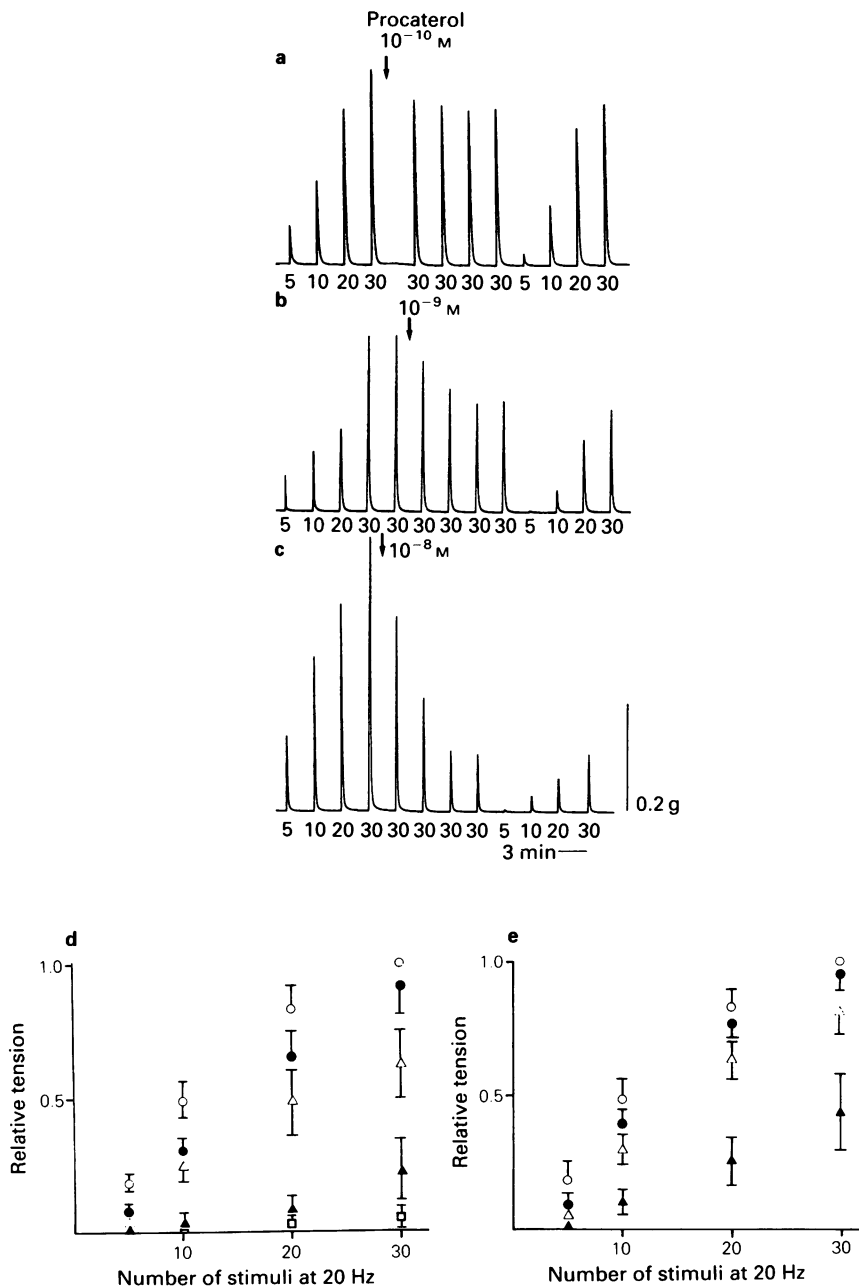 Procaterol
10⁻¹⁰ M
a
5 10 20 30 30 30 30 30 5 10 20 30
b
10⁻⁹ M
5 10 20 30 30 30 30 30 30 5 10 20 30
c
10⁻⁸ M
0.2 g
5 10 20 30 30 30 30 30 5 10 20 30
3 min
d
1.0
0.5
Relative tension
10 20 30
Number of stimuli at 20 Hz
e
1.0
0.5
Relative tension
10 20 30
Number of stimuli at 20 Hz